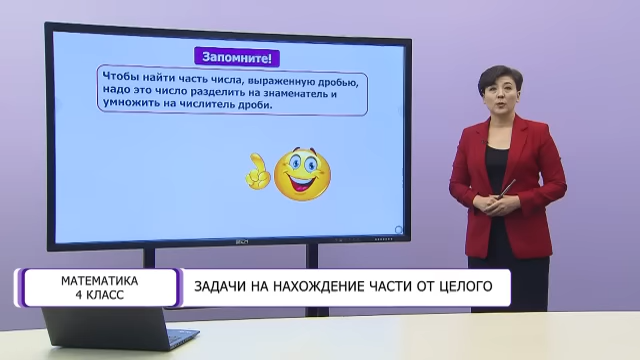 Запомните!
Чтобы найти часть числа, выраженную дробью,
надо это число разделить на знаменатель и
умножить на числитель дроби.
МАТЕМАТИКА
4 КЛАСС
ЗАДАЧИ НА НАХОЖДЕНИЕ ЧАСТИ ОТ ЦЕЛОГО